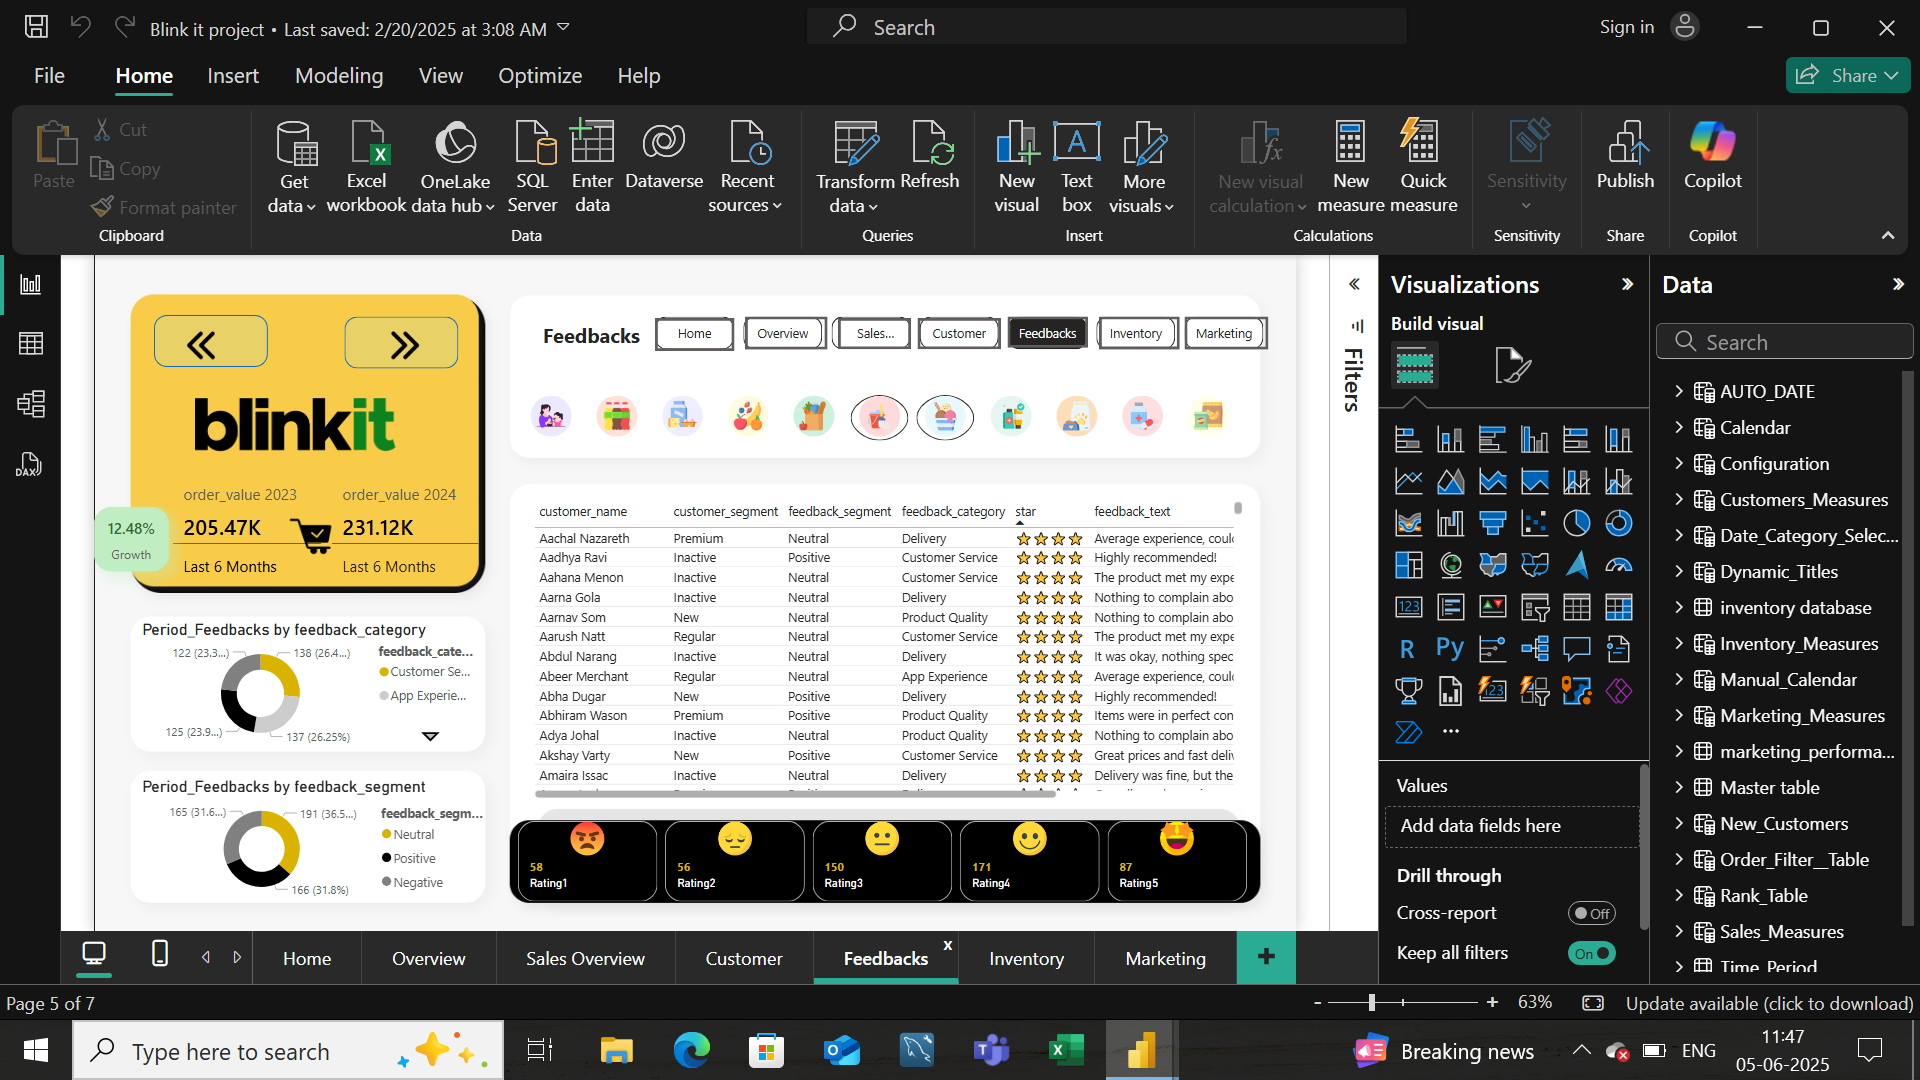 Blink it project • Last saved: 2/20/2025 at 3:08 AM
Search
Sign in
File
Home
Insert
Modeling
View
Optimize
Help
Share
Paste
Cut
Copy
Format painter
Clipboard
Get data
Excel workbook
OneLake data hub
SQL Server
Enter data
Dataverse
Recent sources
Data
Transform data
Refresh
Queries
New visual
Text box
More visuals
Insert
New visual calculation
New measure
Quick measure
Calculations
Sensitivity
Sensitivity
Publish
Share
Copilot
Copilot
DAX
blinkit
order_value 2023
order_value 2024
205.47K
231.12K
Last 6 Months
Last 6 Months
12.48%
Growth
Period_Feedbacks by feedback_category
122 (23.3...)
138 (26.4...)
125 (23.9...)
137 (26.25%)
feedback_cate...
Customer Se...
App Experie...
Period_Feedbacks by feedback_segment
165 (31.6...)
191 (36.5...)
166 (31.8%)
feedback_segm...
Neutral
Positive
Negative
Feedbacks
Home
Overview
Sales...
Customer
Feedbacks
Inventory
Marketing
customer_name customer_segment feedback_segment feedback_category star feedback_text
Aachal Nazareth Premium Neutral Delivery Average experience, coulc
Aadhya Ravi Inactive Positive Customer Service Highly recommended!
Aahana Menon Inactive Neutral Customer Service The product met my expe
Aarna Gola Inactive Neutral Delivery Nothing to complain abo
Aarnav Som New Neutral Product Quality Nothing to complain abo
Aarush Natt Regular Neutral Customer Service The product met my expe
Abdul Narang Inactive Neutral Delivery It was okay, nothing spec
Abeer Merchant Regular Neutral App Experience Average experience, coulc
Abha Dugar New Positive Delivery Highly recommended!
Abhiram Wason Premium Positive Product Quality Items were in perfect con
Adya Johal Inactive Neutral Product Quality Nothing to complain abo
Akshay Varty New Positive Customer Service Great prices and fast deliv
Amaira Issac Inactive Neutral Delivery Delivery was fine, but the
58
Rating1
56
Rating2
150
Rating3
171
Rating4
87
Rating5
Filters
Visualizations
Build visual
123
R
Py
123
Values
Add data fields here
Drill through
Cross-report
Off
Keep all filters
On
Data
Search
AUTO_DATE
Calendar
Configuration
Customers_Measures
Date_Category_Selec...
Dynamic_Titles
inventory database
Inventory_Measures
Manual_Calendar
Marketing_Measures
marketing_performa...
Master table
New_Customers
Order_Filter__Table
Rank_Table
Sales_Measures
Time_Period
Home
Overview
Sales Overview
Customer
Feedbacks
x
Inventory
Marketing
+
Page 5 of 7
- + 63%
Update available (click to download)
Type here to search
Breaking news
ENG
11:47
05-06-2025